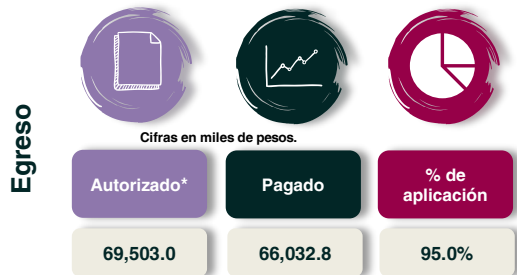 Egreso
Cifras en miles de pesos.
Autorizado*
Pagado
% de
aplicación
69,503.0
66,032.8
95.0%